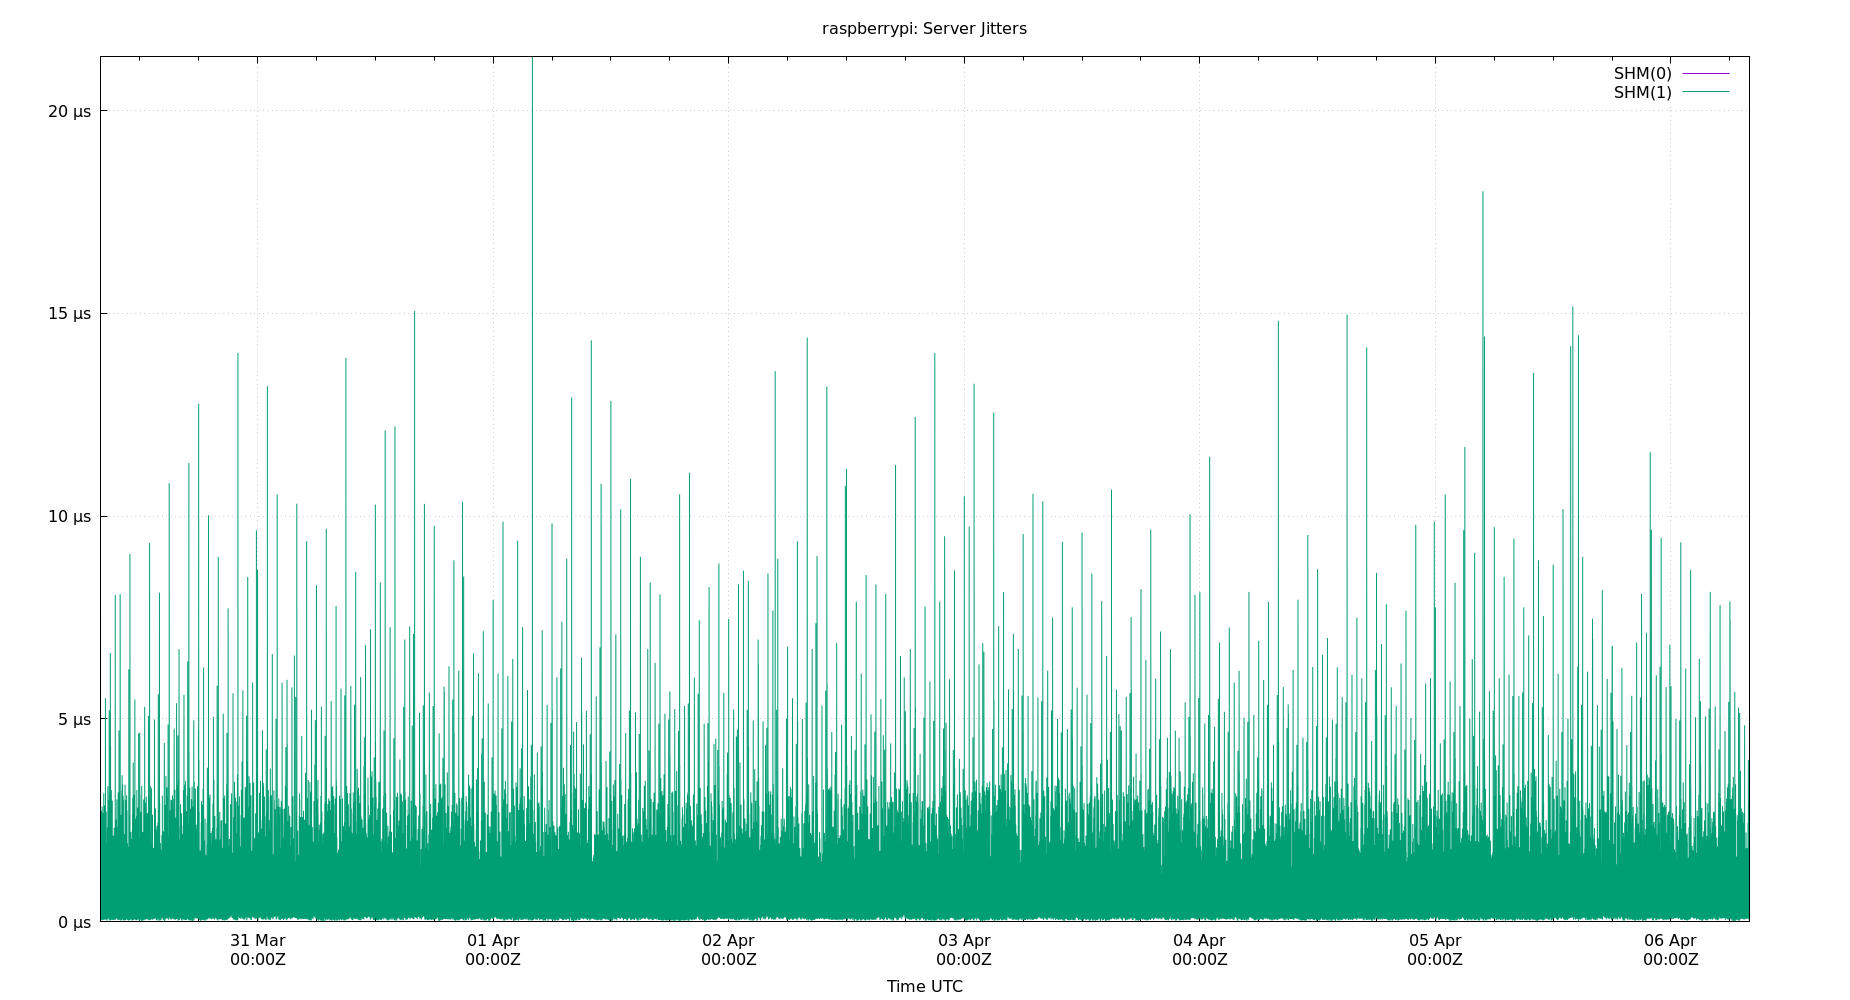 raspberrypi: Server Jitters
SHM(0)
SHM(1)
20 µs
15 µs
10 µs
5 µs
0 µs
31 Mar 01 Apr 02 Apr 03 Apr 04 Apr 05 Apr 06 Apr
00:00Z 00:00Z 00:00Z 00:00Z 00:00Z 00:00Z 00:00Z
Time UTC